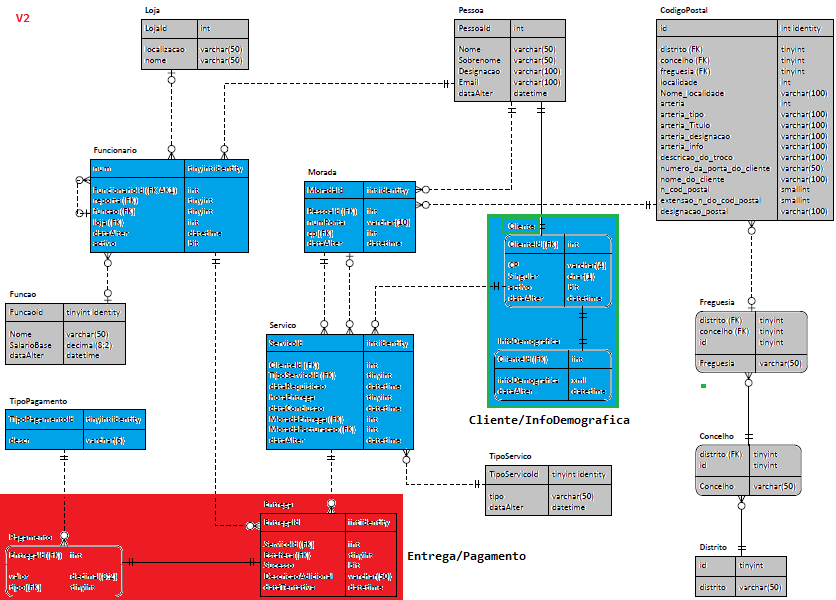 V2
Loja
LojaId int
localizacao varchar(50)
nome varchar(50)
Pessoa
PessoaId int
Nome varchar(50)
Sobrenome varchar(50)
Designacao varchar(100)
Email varchar(100)
dataAlter datetime
CodigoPostal
id int identity
distrito (FK) tinyint
concelho (FK) tinyint
freguesia (FK) tinyint
localidade int
Nome_localidade varchar(100)
arteria int
arteria_tipo varchar(100)
arteria_Titulo varchar(100)
arteria_designacao varchar(100)
arteria_info varchar(100)
descricao_do_troco varchar(100)
numero_da_porta_do_cliente varchar(50)
nome_do_cliente varchar(100)
n_cod_postal smallint
extensao_n_do_cod_postal smallint
designacao_postal varchar(100)
Funcionario
num tinyint identity
FuncionarioId (FK)(AK1) int
reporta (FK) tinyint
funcao (FK) tinyint
loja (FK) int
dataAlter datetime
activo bit
Morada
MoradaId int identity
PessoaId (FK) int
numPorta varchar(10)
cp (FK) int
dataAlter datetime
Cliente
ClienteId (FK) int
CP varchar(4)
Singular char(1)
activo bit
dataAlter datetime
InfoDemografica
ClienteId (FK) int
infoDemografica xml
dataAlter datetime
Cliente/InfoDemografica
Funcao
FuncaoId tinyint identity
Nome varchar(50)
SalarioBase decimal(8;2)
dataAlter datetime
Servico
ServicoId int identity
ClienteId (FK) int
TipoServicoId (FK) tinyint
dataRequisicao datetime
horaEntrega tinyint
dataConclusao datetime
MoradaEntrega (FK) int
MoradaFacturacao (FK) int
dataAlter datetime
Freguesia
distrito (FK) tinyint
concelho (FK) tinyint
id tinyint
Freguesia varchar(50)
TipoPagamento
TipoPagamentoId tinyint identity
descr varchar(6)
Concelho
distrito (FK) tinyint
id tinyint
Concelho varchar(50)
TipoServico
TipoServicoId tinyint identity
tipo varchar(50)
dataAlter datetime
Distrito
id tinyint
distrito varchar(50)
Pagamento
EntregaId (FK) int
valor decimal(8;2)
tipo (FK) tinyint
Entrega
EntregaId int identity
ServicoId (FK) int
Estafeta (FK) tinyint
Sucesso bit
DescricaoAdicional varchar(50)
dataTentativa datetime
Entrega/Pagamento